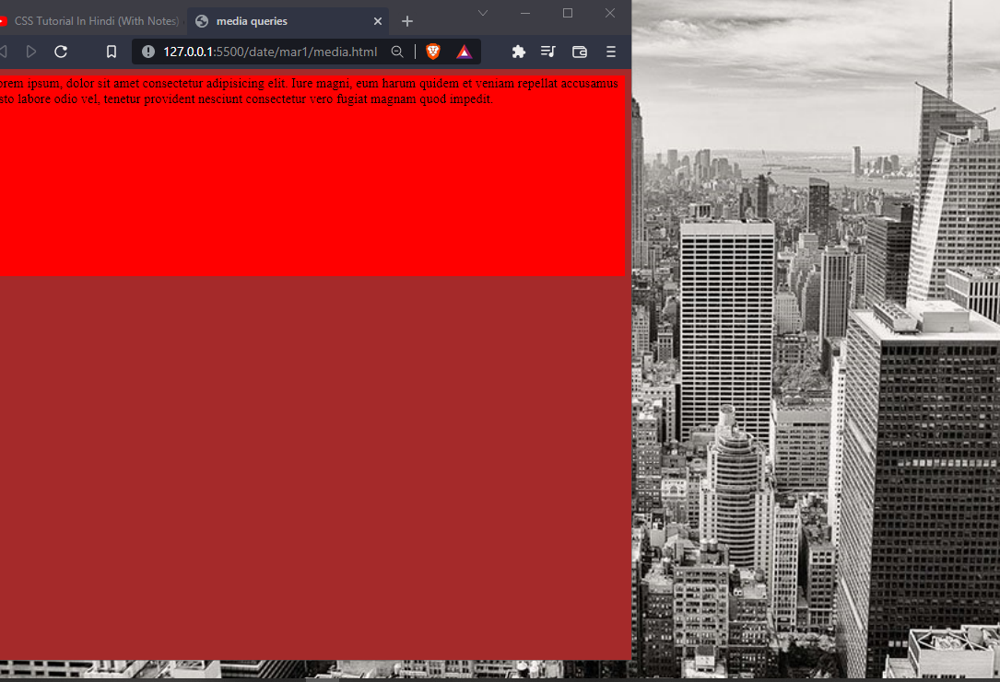 CSS Tutorial In Hindi (With Notes)
media queries
127.0.0.1:5500/date/mar1/media.html
orem ipsum, dolor sit amet consectetur adipisicing elit. Iure magni, eum harum quidem et veniam repellat accusamus
sto labore odio vel, tenetur provident nesciunt consectetur vero fugiat magnam quod impedit.